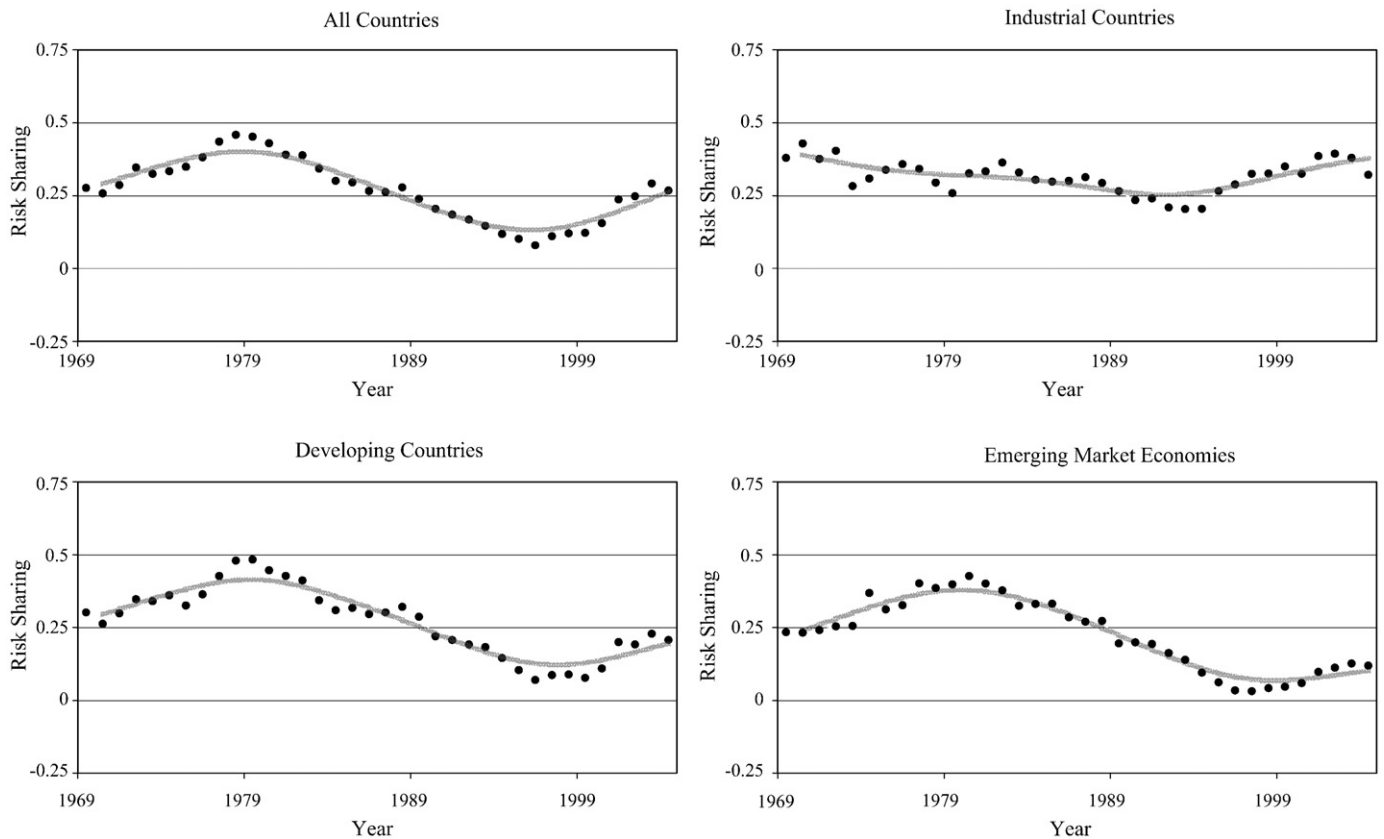 All Countries
0.75
0.5
0.25
0
-0.25
Risk Sharing
1969 1979 1989 1999
Year
Industrial Countries
0.75
0.5
0.25
0
-0.25
Risk Sharing
1969 1979 1989 1999
Year
Developing Countries
0.75
0.5
0.25
0
-0.25
Risk Sharing
1969 1979 1989 1999
Year
Emerging Market Economies
0.75
0.5
0.25
0
-0.25
Risk Sharing
1969 1979 1989 1999
Year